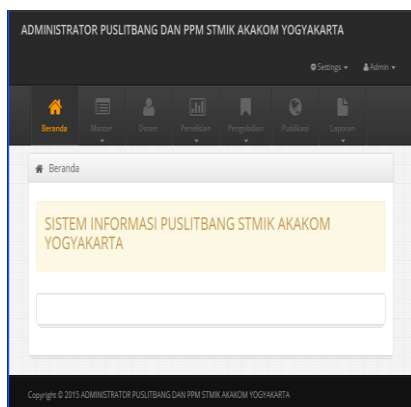 ADMINISTRATOR PUSLITBANG DAN PPM STMIK AKAKOM YOGYAKARTA
Settings Admin
Beranda Master Dosen Penelitian Pengabdian Publikasi Laporan
Beranda
SISTEM INFORMASI PUSLITBANG STMIK AKAKOM
YOGYAKARTA
Copyright © 2015 ADMINISTRATOR PUSLITBANG DAN PPM STMIK AKAKOM YOGYAKARTA